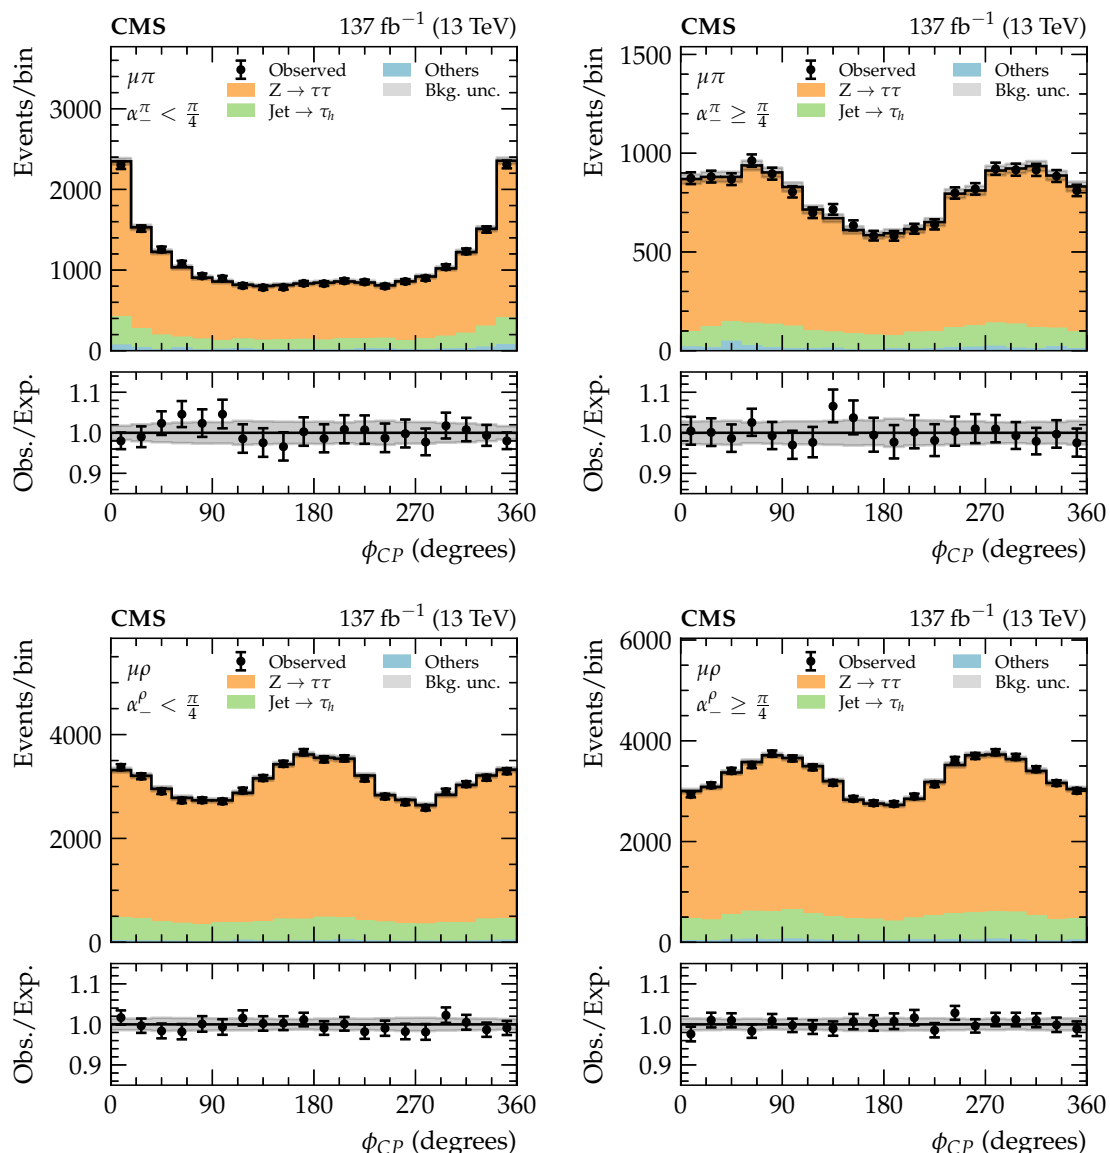 CMS 137 fb⁻¹ (13 TeV)
Events/bin
μπ
α₋^π < π/4
Observed
Z → ττ
Jet → τₕ
Others
Bkg. unc.
3000
2000
1000
0
Obs./Exp.
1.1
1.0
0.9
0 90 180 270 360
ϕ_CP (degrees)
CMS 137 fb⁻¹ (13 TeV)
Events/bin
μπ
α₋^π ≥ π/4
Observed
Z → ττ
Jet → τₕ
Others
Bkg. unc.
1500
1000
500
0
Obs./Exp.
1.1
1.0
0.9
0 90 180 270 360
ϕ_CP (degrees)
CMS 137 fb⁻¹ (13 TeV)
Events/bin
μρ
α₋^ρ < π/4
Observed
Z → ττ
Jet → τₕ
Others
Bkg. unc.
4000
2000
0
Obs./Exp.
1.1
1.0
0.9
0 90 180 270 360
ϕ_CP (degrees)
CMS 137 fb⁻¹ (13 TeV)
Events/bin
μρ
α₋^ρ ≥ π/4
Observed
Z → ττ
Jet → τₕ
Others
Bkg. unc.
6000
4000
2000
0
Obs./Exp.
1.1
1.0
0.9
0 90 180 270 360
ϕ_CP (degrees)